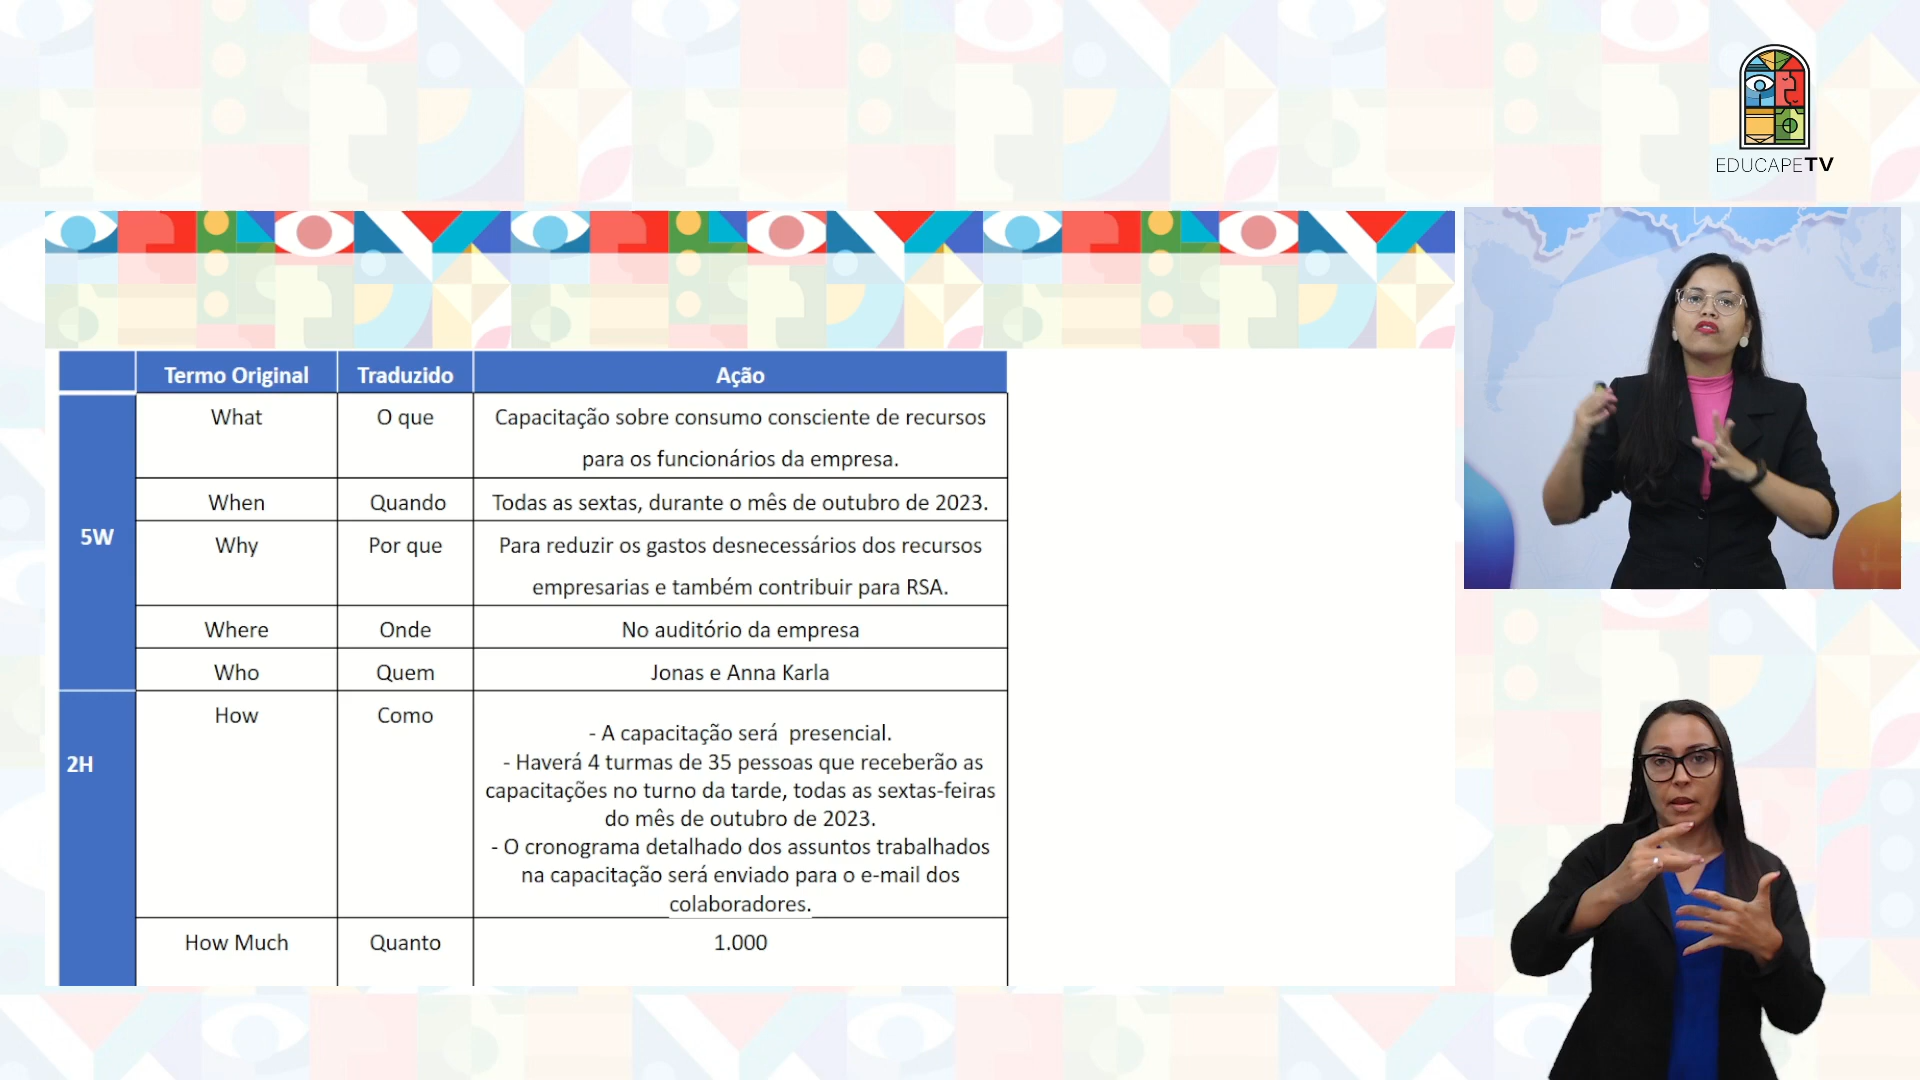 EDUCAPETV
Termo Original
Traduzido
Ação
5W
What
O que
Capacitação sobre consumo consciente de recursos
para os funcionários da empresa.
When
Quando
Todas as sextas, durante o mês de outubro de 2023.
Why
Por que
Para reduzir os gastos desnecessários dos recursos
empresarias e também contribuir para RSA.
Where
Onde
No auditório da empresa
Who
Quem
Jonas e Anna Karla
2H
How
Como
- A capacitação será presencial.
- Haverá 4 turmas de 35 pessoas que receberão as
capacitações no turno da tarde, todas as sextas-feiras
do mês de outubro de 2023.
- O cronograma detalhado dos assuntos trabalhados
na capacitação será enviado para o e-mail dos
colaboradores.
How Much
Quanto
1.000